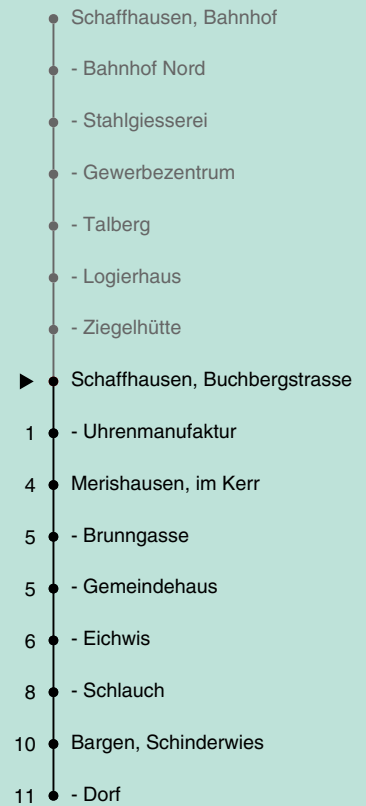 Schaffhausen, Bahnhof
- Bahnhof Nord
- Stahlgiesserei
- Gewerbezentrum
- Talberg
- Logierhaus
- Ziegelhütte
Schaffhausen, Buchbergstrasse
1 - Uhrenmanufaktur
4 Merishausen, im Kerr
5 - Brunngasse
5 - Gemeindehaus
6 - Eichwis
8 - Schlauch
10 Bargen, Schinderwies
11 - Dorf